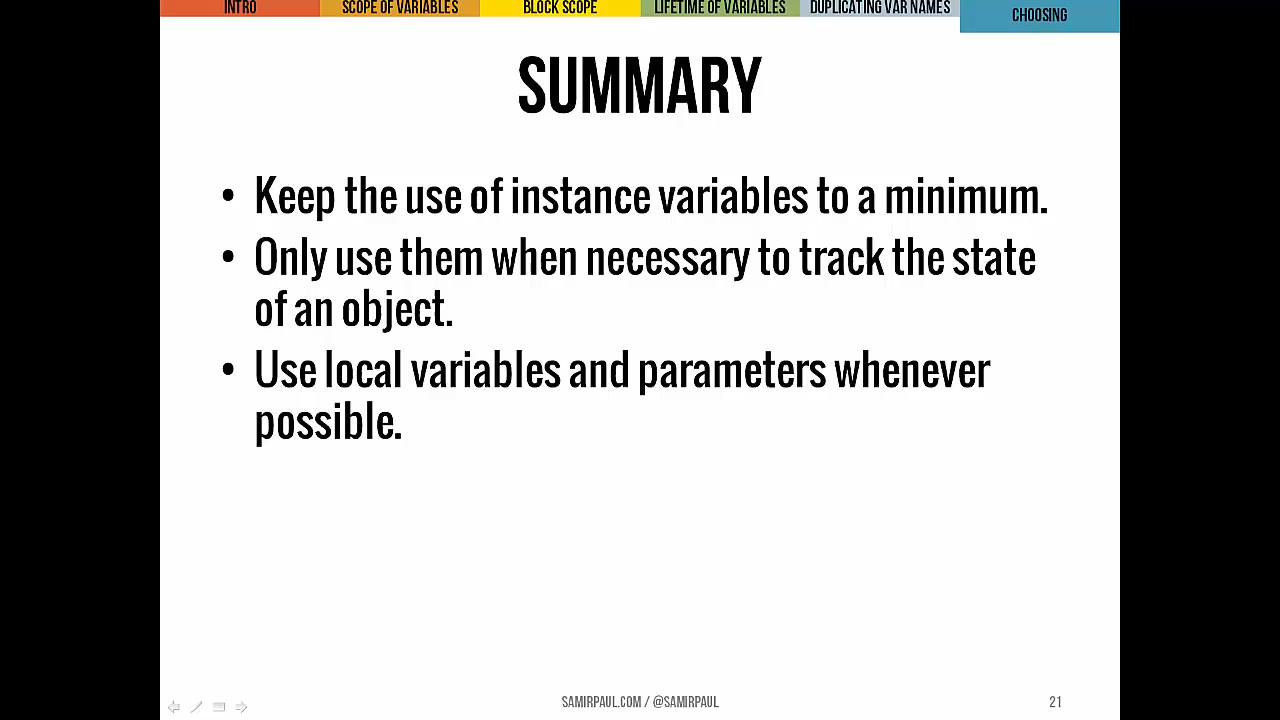 INTRO SCOPE OF VARIABLES BLOCK SCOPE LIFETIME OF VARIABLES DUPLICATING VAR NAMES CHOOSING
SUMMARY
• Keep the use of instance variables to a minimum.
• Only use them when necessary to track the state
of an object.
• Use local variables and parameters whenever
possible.
SAMIRPAUL.COM / @SAMIRPAUL 21